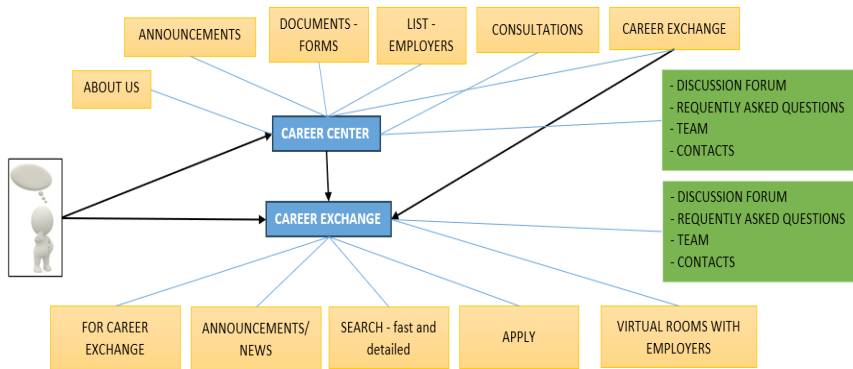 ANNOUNCEMENTS
DOCUMENTS -
FORMS
LIST -
EMPLOYERS
CONSULTATIONS
CAREER EXCHANGE
ABOUT US
CAREER CENTER
- DISCUSSION FORUM
- REQUENTLY ASKED QUESTIONS
- TEAM
- CONTACTS
CAREER EXCHANGE
- DISCUSSION FORUM
- REQUENTLY ASKED QUESTIONS
- TEAM
- CONTACTS
FOR CAREER
EXCHANGE
ANNOUNCEMENTS/
NEWS
SEARCH - fast and
detailed
APPLY
VIRTUAL ROOMS WITH
EMPLOYERS